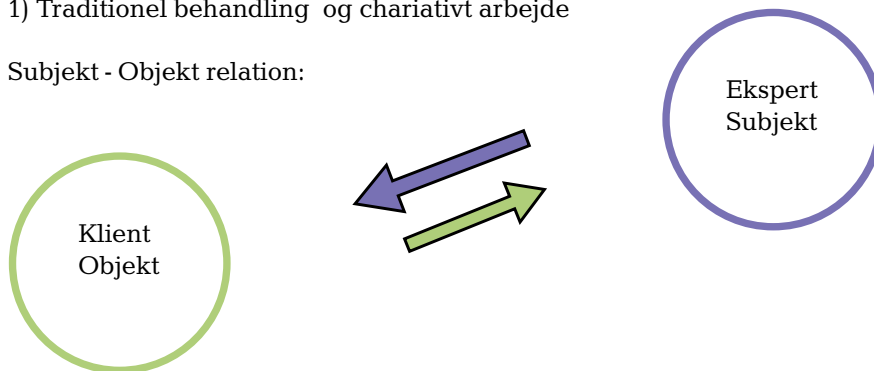 1) Traditionel behandling  og chariativt arbejde
Subjekt - Objekt relation:
Ekspert
Subjekt
Klient
Objekt